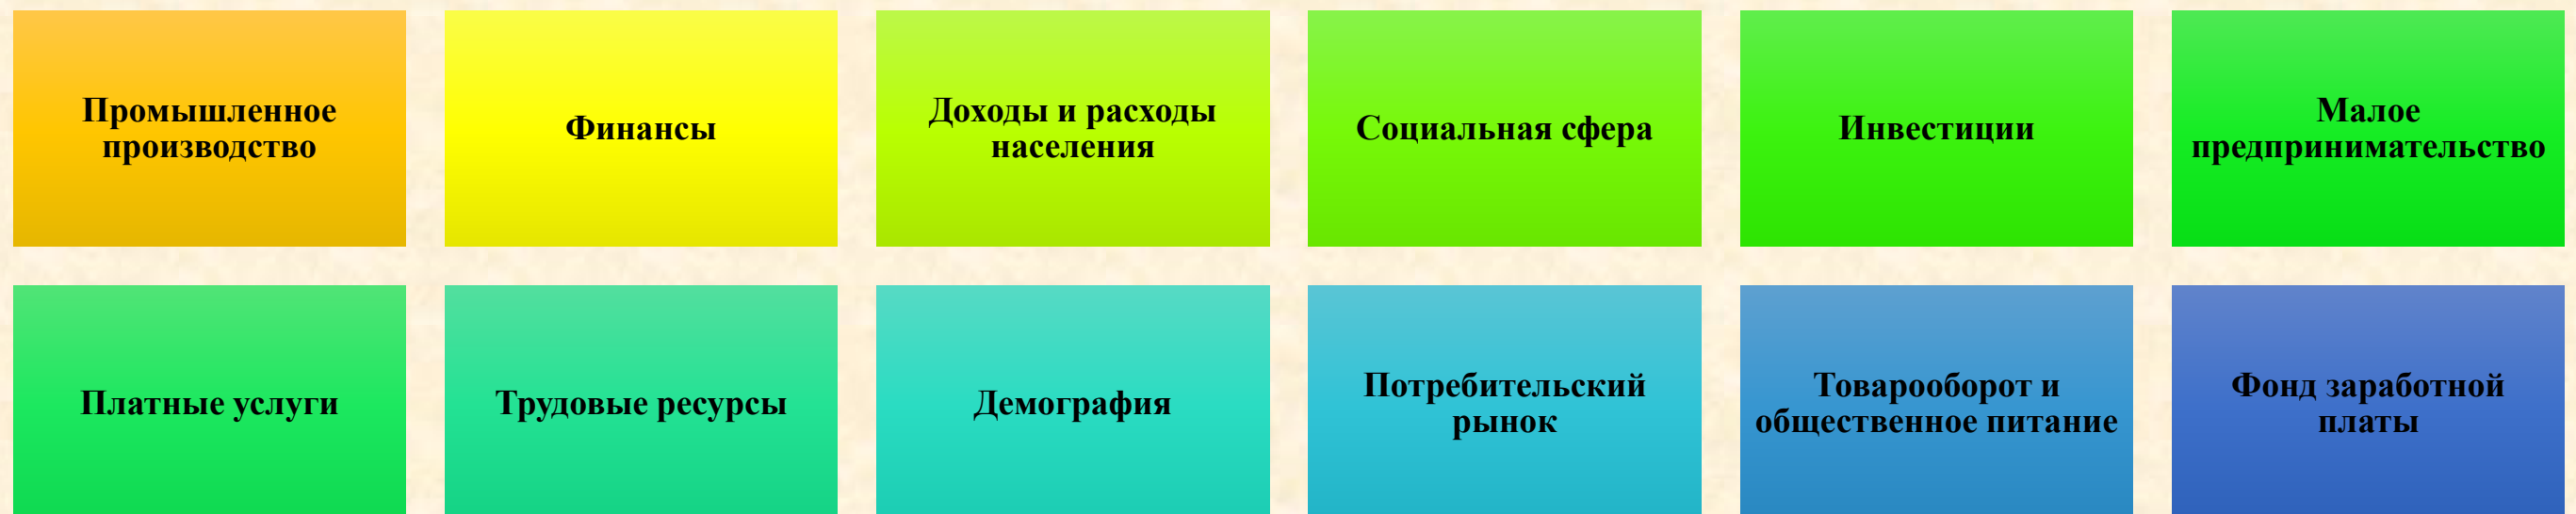 Промышленное
производство
Финансы
Доходы и расходы
населения
Социальная сфера
Инвестиции
Малое
предпринимательство
Платные услуги
Трудовые ресурсы
Демография
Потребительский
рынок
Товарооборот и
общественное питание
Фонд заработной
платы